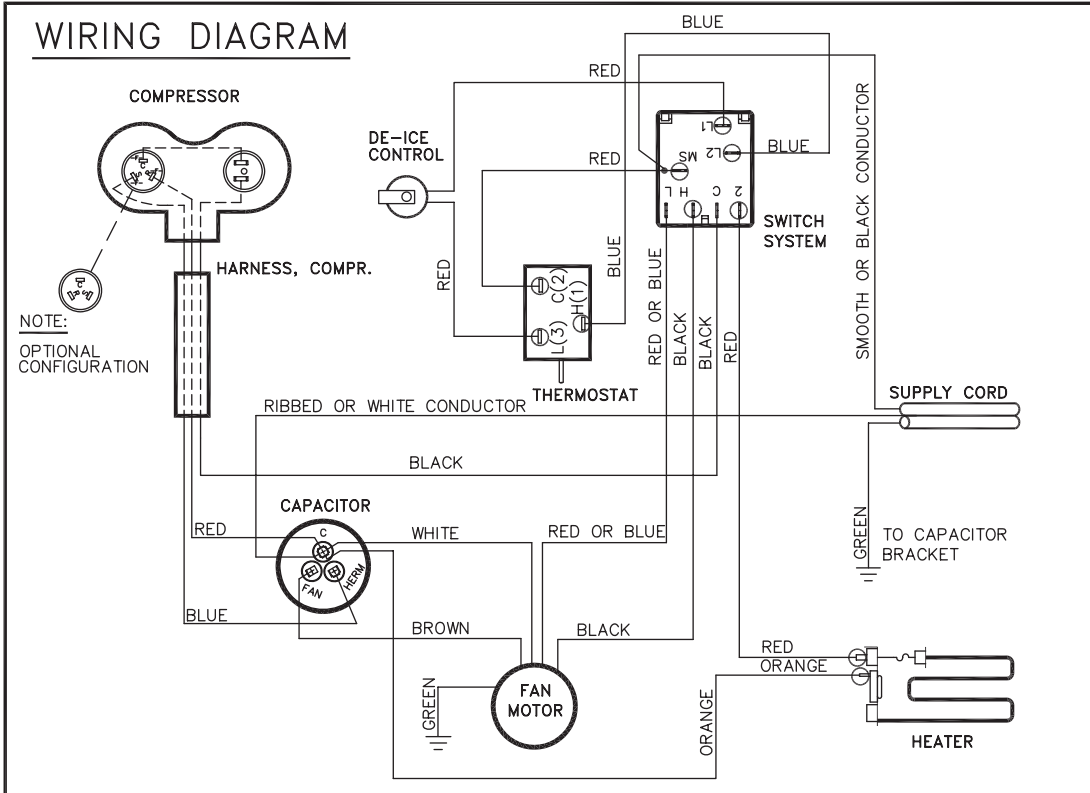 WIRING DIAGRAM
COMPRESSOR
C
HARNESS, COMPR.
NOTE:
OPTIONAL
CONFIGURATION
C
S
DE-ICE
CONTROL
RED
RED
RED
BLUE
BLUE
BLUE
L1
L2
MS
L
H
C
2
SWITCH
SYSTEM
C(2)
H(1)
L(3)
THERMOSTAT
RED OR BLUE
BLACK
BLACK
RED
SMOOTH OR BLACK CONDUCTOR
SUPPLY CORD
RIBBED OR WHITE CONDUCTOR
BLACK
CAPACITOR
C
FAN
HERM
RED
WHITE
RED OR BLUE
BLUE
BROWN
BLACK
GREEN
TO CAPACITOR
BRACKET
GREEN
FAN
MOTOR
RED
ORANGE
ORANGE
HEATER